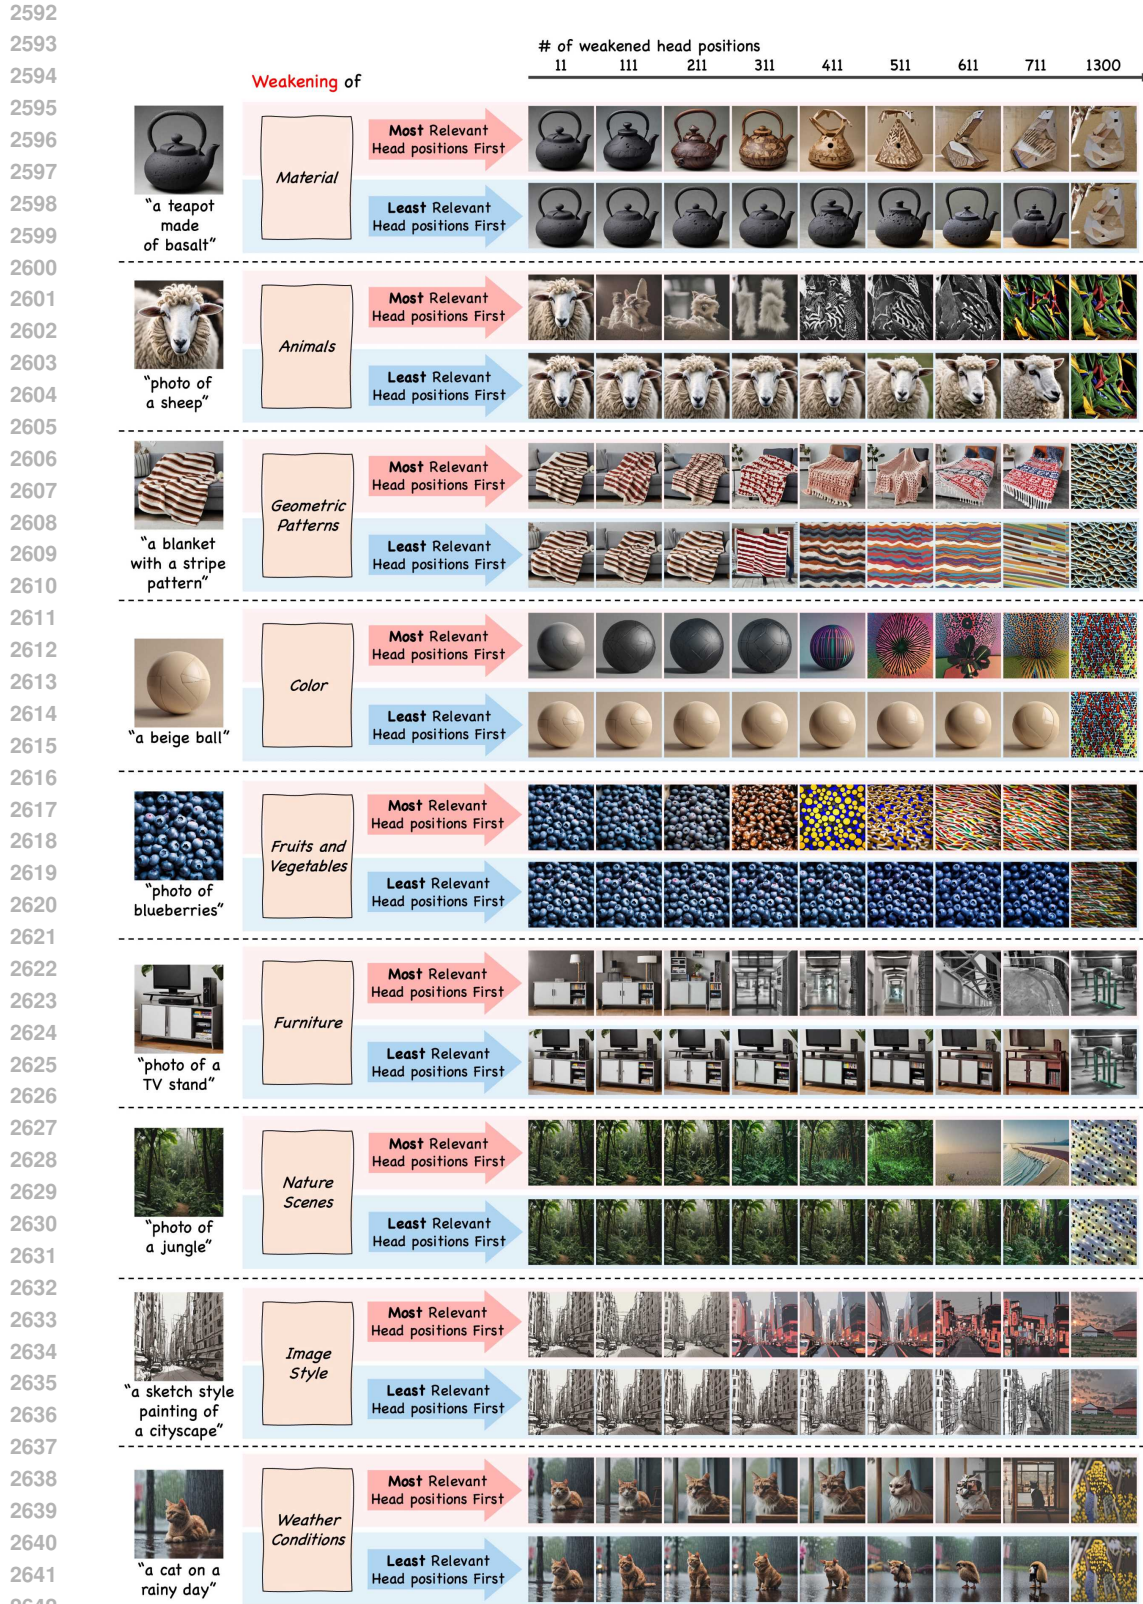 2592
2593
# of weakened head positions
2594
11 111 211 311 411 511 611 711 1300
Weakening of
2595
2596
2597
2598
2599
Material
Most Relevant
Head positions First
Least Relevant
Head positions First
"a teapot
made
of basalt"
2600
2601
2602
2603
2604
2605
Animals
Most Relevant
Head positions First
Least Relevant
Head positions First
"photo of
a sheep"
2606
2607
2608
2609
2610
Geometric
Patterns
Most Relevant
Head positions First
Least Relevant
Head positions First
"a blanket
with a stripe
pattern"
2611
2612
2613
2614
2615
Color
Most Relevant
Head positions First
Least Relevant
Head positions First
"a beige ball"
2616
2617
2618
2619
2620
2621
Fruits and
Vegetables
Most Relevant
Head positions First
Least Relevant
Head positions First
"photo of
blueberries"
2622
2623
2624
2625
2626
Furniture
Most Relevant
Head positions First
Least Relevant
Head positions First
"photo of a
TV stand"
2627
2628
2629
2630
2631
Nature
Scenes
Most Relevant
Head positions First
Least Relevant
Head positions First
"photo of
a jungle"
2632
2633
2634
2635
2636
Image
Style
Most Relevant
Head positions First
Least Relevant
Head positions First
"a sketch style
painting of
a cityscape"
2637
2638
2639
2640
2641
Weather
Conditions
Most Relevant
Head positions First
Least Relevant
Head positions First
"a cat on a
rainy day"